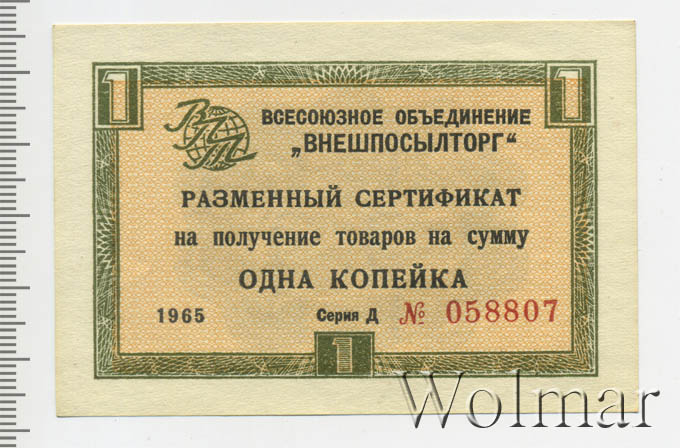 1 1
ВПТ
ВСЕСОЮЗНОЕ ОБЪЕДИНЕНИЕ
„ВНЕШПОСЫЛТОРГ“
РАЗМЕННЫЙ СЕРТИФИКАТ
на получение товаров на сумму
ОДНА КОПЕЙКА
1965 Серия Д № 058807
1
Wolmar